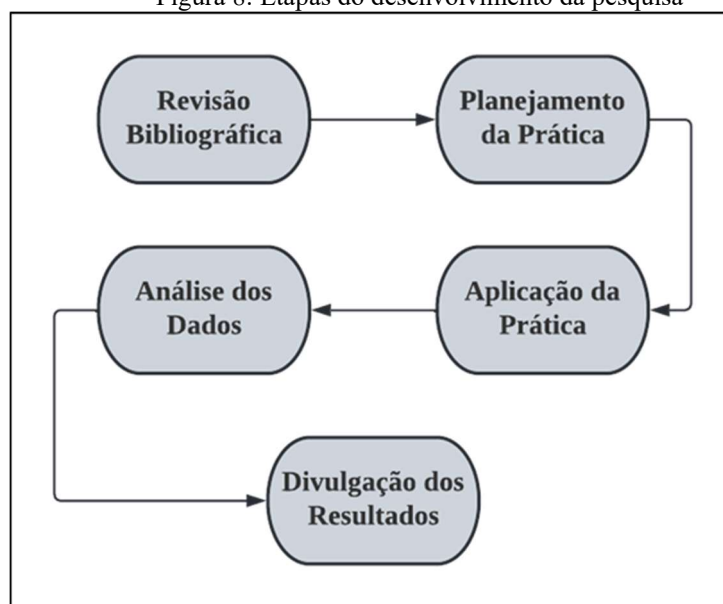 Figura 8: Etapas do desenvolvimento da pesquisa
Revisão
Bibliográfica
Planejamento
da Prática
Aplicação da
Prática
Análise dos
Dados
Divulgação dos
Resultados